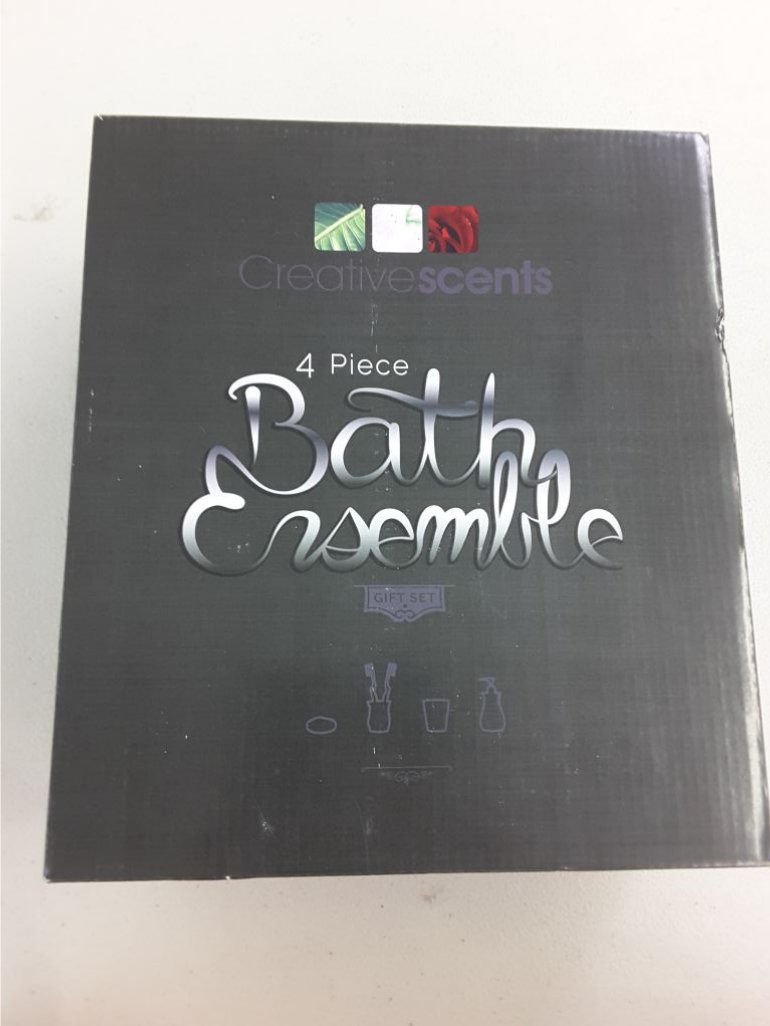 Creativescents
4 Piece
Bath
Ensemble
GIFT SET